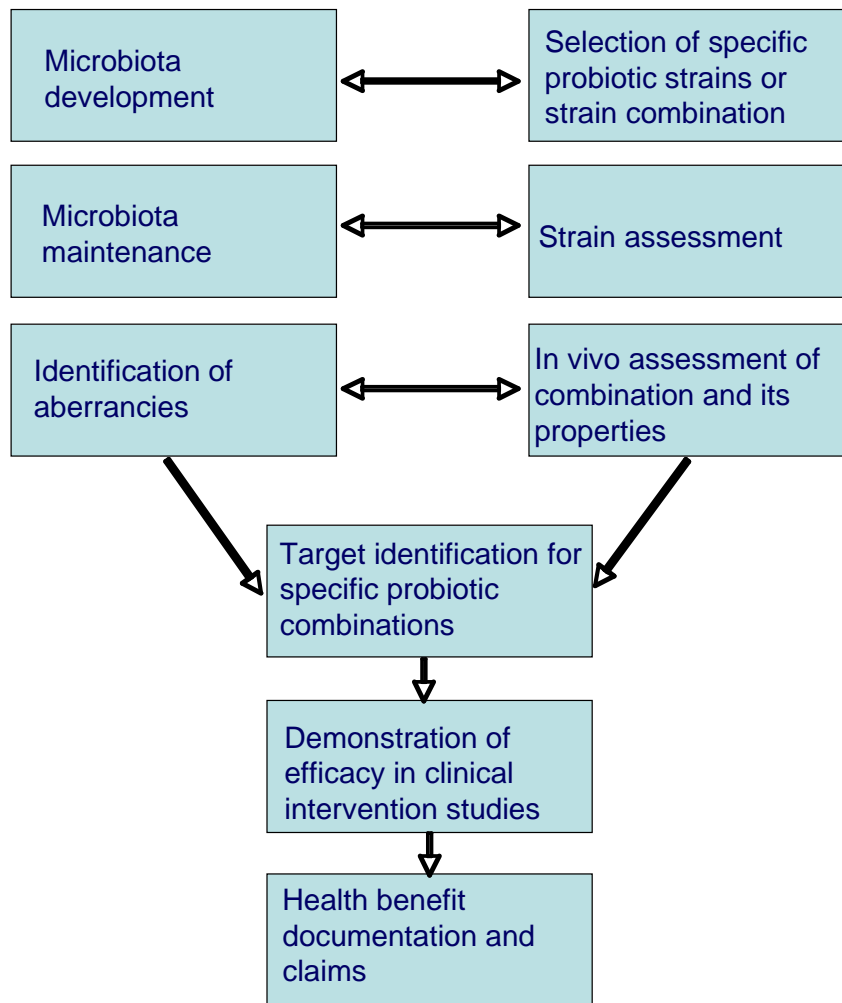 Microbiota
development
Selection of specific
probiotic strains or
strain combination
Microbiota
maintenance
Strain assessment
Identification of
aberrancies
In vivo assessment of
combination and its
properties
Target identification for
specific probiotic
combinations
Demonstration of
efficacy in clinical
intervention studies
Health benefit
documentation and
claims